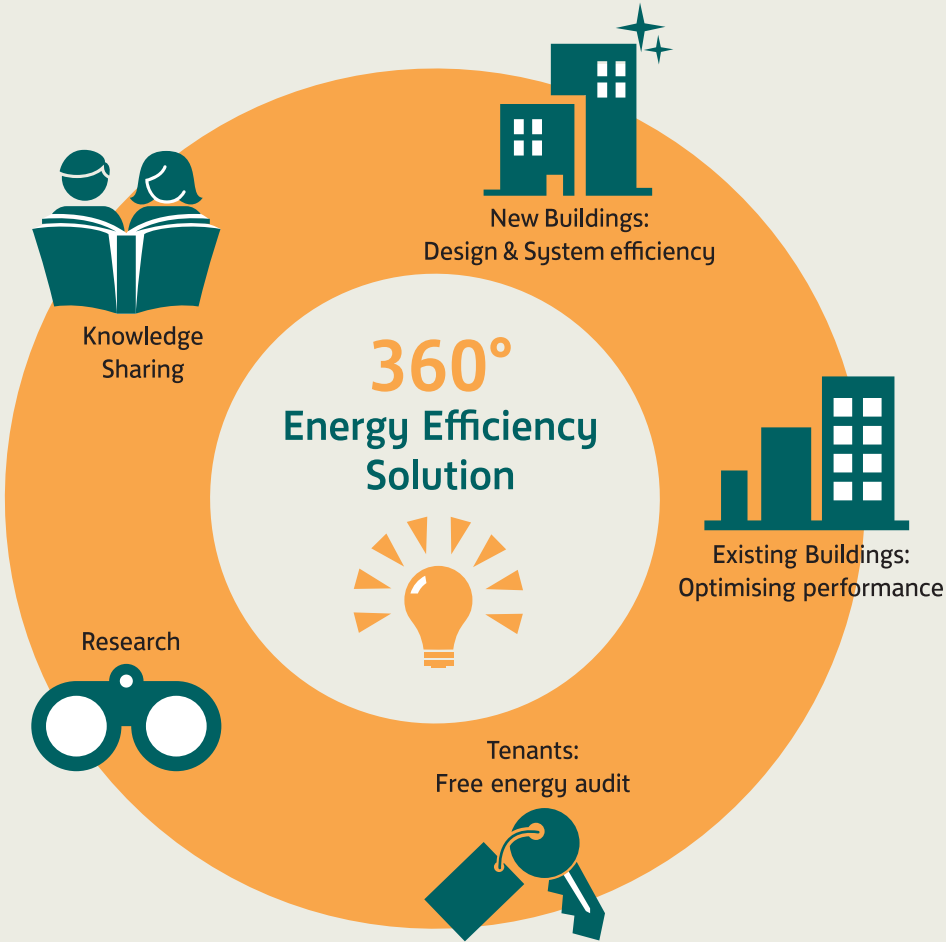 360°
Energy Efficiency
Solution
New Buildings:
Design & System efficiency
Existing Buildings:
Optimising performance
Tenants:
Free energy audit
Research
Knowledge
Sharing